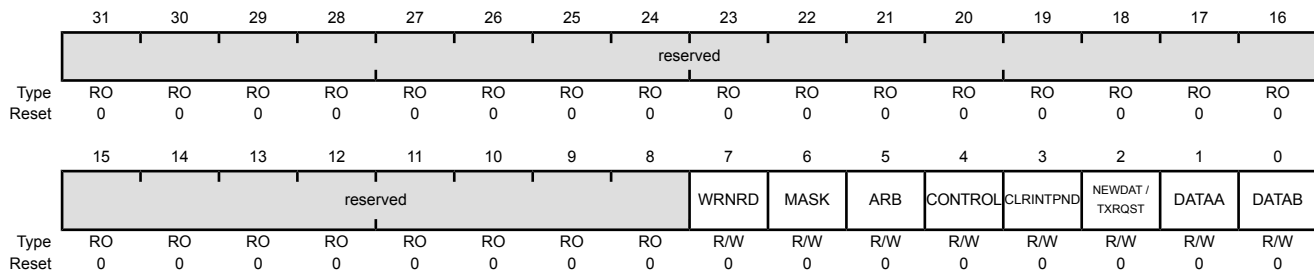 31 30 29 28 27 26 25 24 23 22 21 20 19 18 17 16
reserved
Type RO RO RO RO RO RO RO RO RO RO RO RO RO RO RO RO
Reset 0 0 0 0 0 0 0 0 0 0 0 0 0 0 0 0
15 14 13 12 11 10 9 8 7 6 5 4 3 2 1 0
reserved WRNRD MASK ARB CONTROL CLRINTPND NEWDAT / DATAA DATAB
TXRQST
Type RO RO RO RO RO RO RO RO R/W R/W R/W R/W R/W R/W R/W R/W
Reset 0 0 0 0 0 0 0 0 0 0 0 0 0 0 0 0